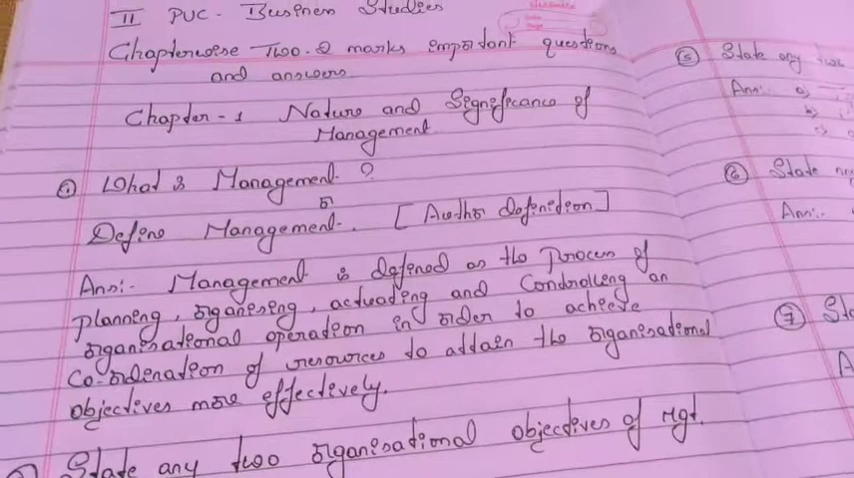 II PUC - Business Studies
Chapterwise Two - 2 marks important questions
and answers
Chapter - 1 Nature and Significance of
Management
① What is Management ?
or
Define Management. [Author Definition]
Ans:- Management is defined as the process of
planning, organising, actuating and Controlling an
organisational operation in order to achieve
Co-ordination of resources to attain the organisational
objectives more effectively.
State any two organisational objectives of Mgt.
⑤ State any two
Ans:- a)
b)
⑥ State
Ans:-
⑦